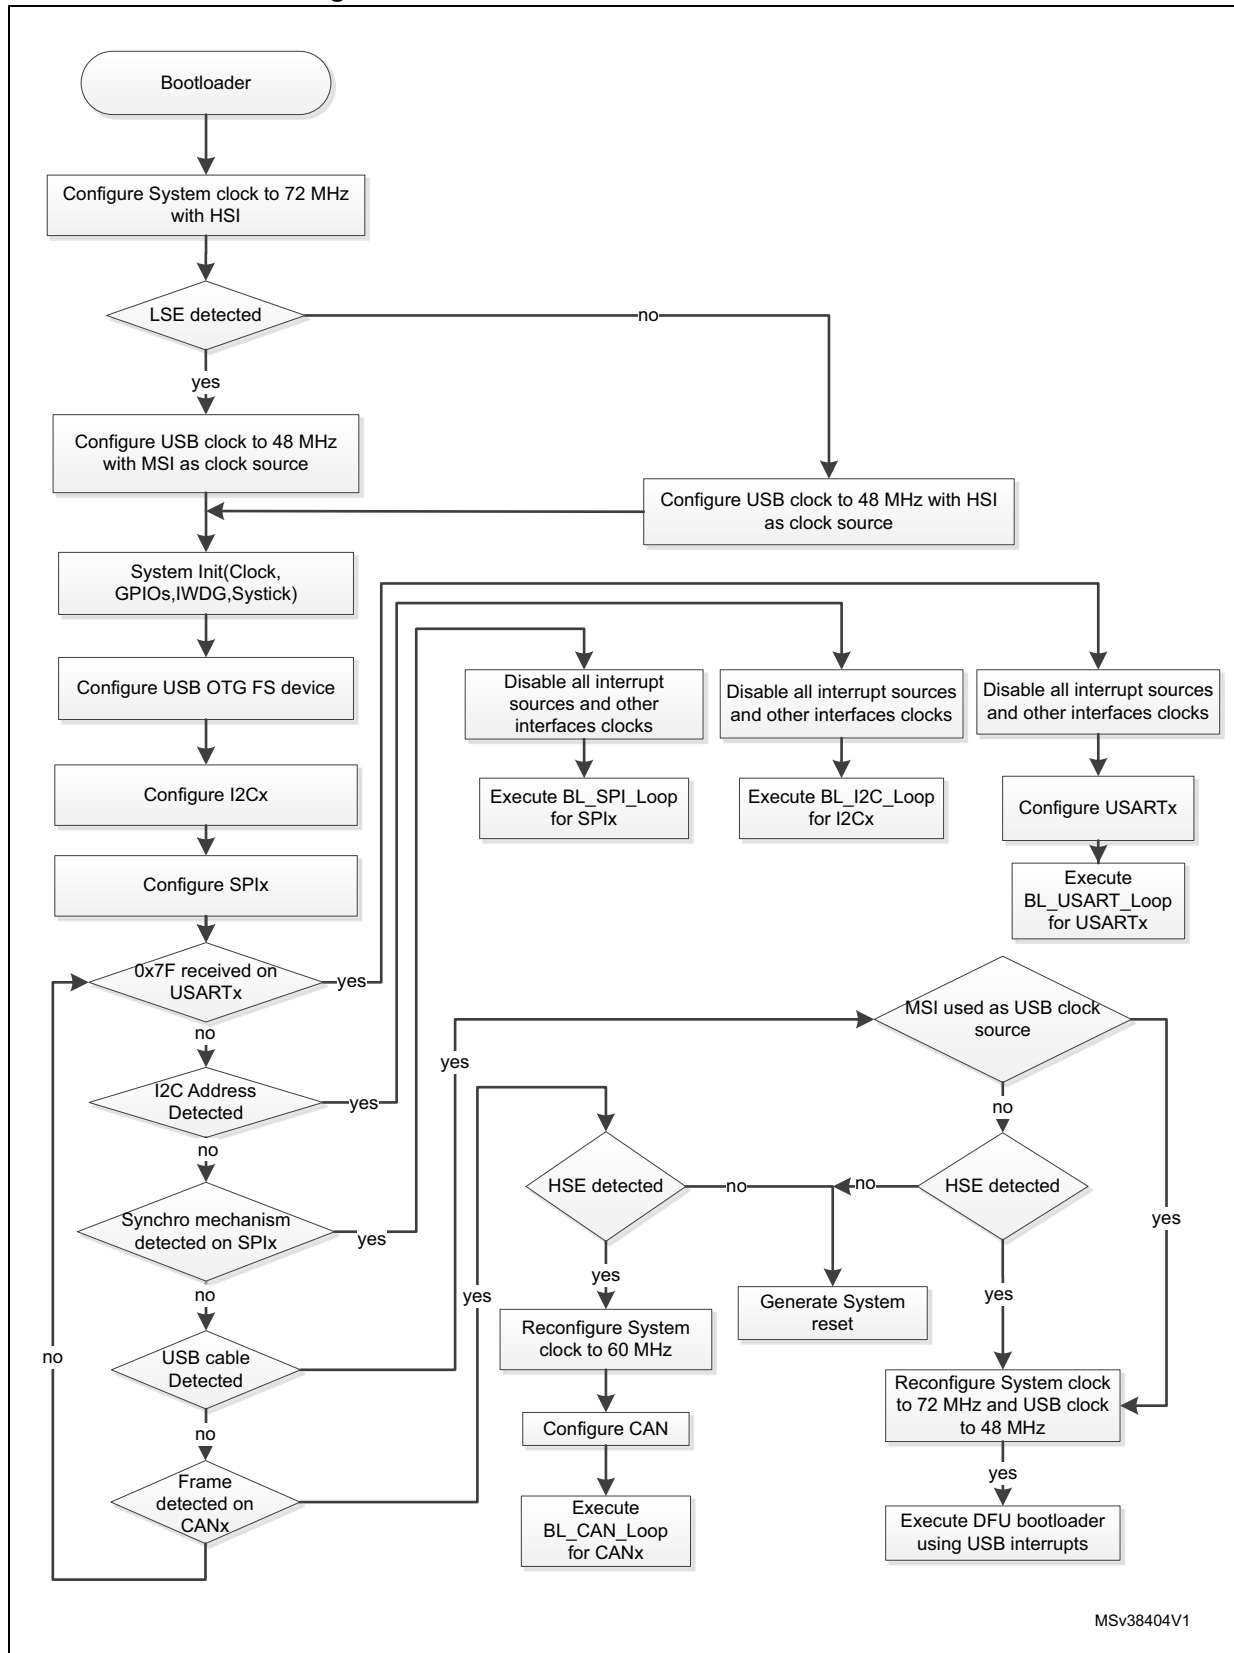 Bootloader
Configure System clock to 72 MHz
with HSI
LSE detected
no
yes
Configure USB clock to 48 MHz
with MSI as clock source
Configure USB clock to 48 MHz with HSI
as clock source
System Init(Clock,
GPIOs,IWDG,Systick)
Configure USB OTG FS device
Disable all interrupt
sources and other
interfaces clocks
Disable all interrupt sources
and other interfaces clocks
Disable all interrupt sources
and other interfaces clocks
Configure I2Cx
Execute BL_SPI_Loop
for SPIx
Execute BL_I2C_Loop
for I2Cx
Configure USARTx
Configure SPIx
Execute
BL_USART_Loop
for USARTx
0x7F received on
USARTx
yes
no
MSI used as USB clock
source
yes
I2C Address
Detected
yes
no
no
HSE detected
no
no
HSE detected
Synchro mechanism
detected on SPIx
yes
yes
no
yes
yes
yes
Generate System
reset
Reconfigure System
clock to 60 MHz
no
USB cable
Detected
Reconfigure System clock
to 72 MHz and USB clock
to 48 MHz
no
Configure CAN
yes
Frame
detected on
CANx
Execute
BL_CAN_Loop
for CANx
Execute DFU bootloader
using USB interrupts
MSv38404V1